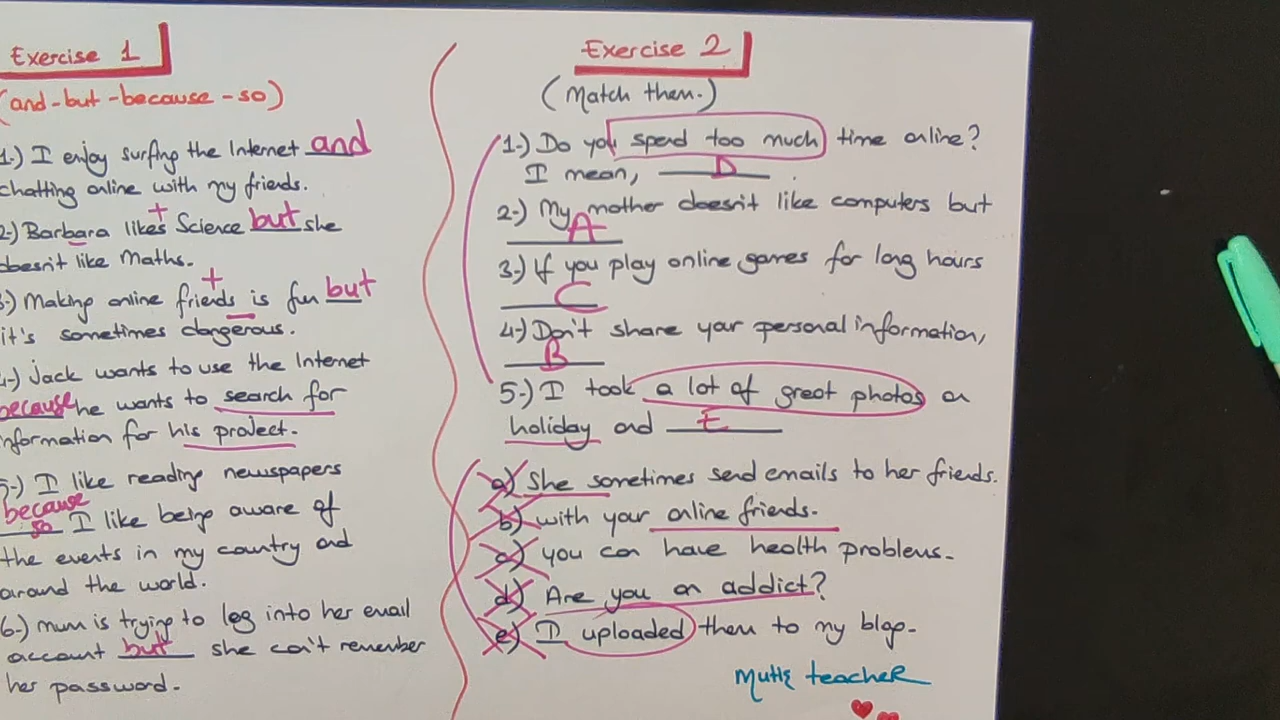 Exercise 1
(and-but-because-so)
1-) I enjoy surfing the Internet and
chatting online with my friends.
+
2-) Barbara likes Science but she
doesn't like Maths.
+
3-) Making online friends is fun but
it's sometimes dangerous.
4-) Jack wants to use the Internet
because he wants to search for
information for his project.
5-) I like reading newspapers
because
so I like being aware of
the events in my country and
around the world.
6-) Mum is trying to log into her email
account but she can't remember
her password.
Exercise 2
(Match them.)
1-) Do you spend too much time online?
I mean, D.
2-) My mother doesn't like computers but
A
3-) If you play online games for long hours
C
4-) Don't share your personal information,
B
5-) I took a lot of great photos on
holiday and E
a) She sometimes send emails to her friends.
b) with your online friends.
c) you can have health problems.
d) Are you an addict?
e) I uploaded them to my blog.
teacher